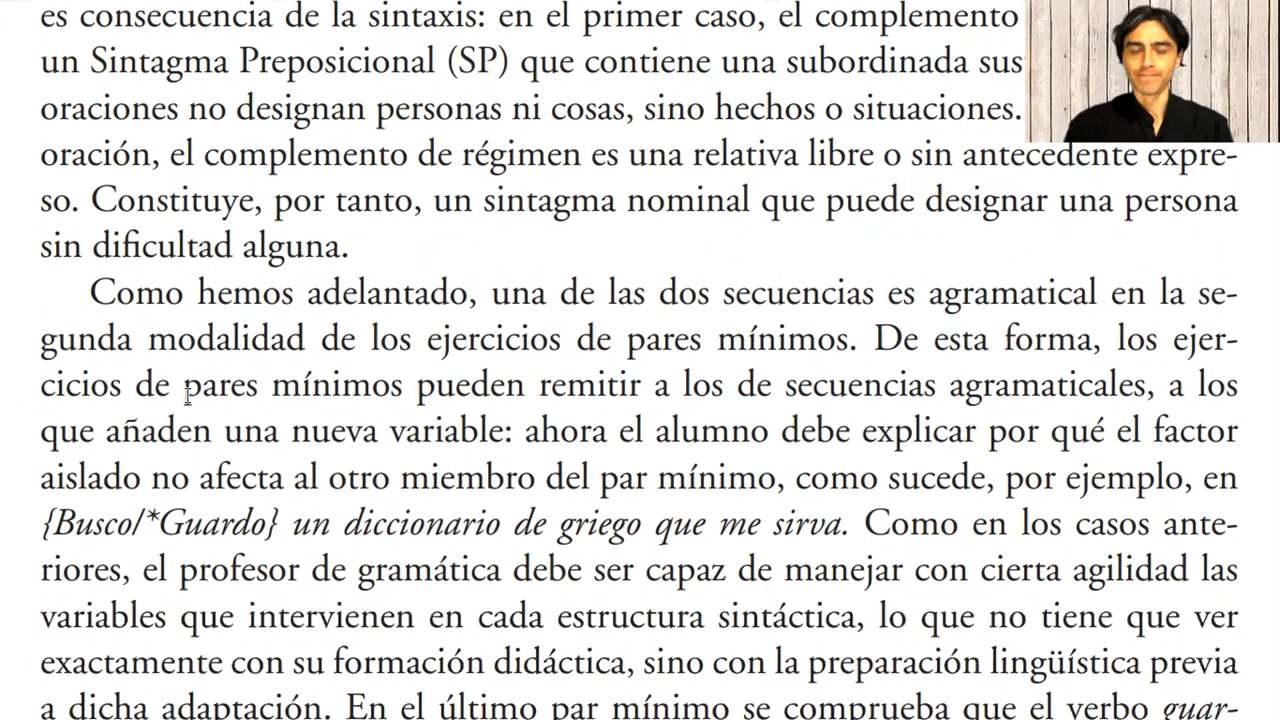 es consecuencia de la sintaxis: en el primer caso, el complemento
un Sintagma Preposicional (SP) que contiene una subordinada sus
oraciones no designan personas ni cosas, sino hechos o situaciones.
oración, el complemento de régimen es una relativa libre o sin antecedente expre-
so. Constituye, por tanto, un sintagma nominal que puede designar una persona
sin dificultad alguna.
Como hemos adelantado, una de las dos secuencias es agramatical en la se-
gunda modalidad de los ejercicios de pares mínimos. De esta forma, los ejer-
cicios de pares mínimos pueden remitir a los de secuencias agramaticales, a los
que añaden una nueva variable: ahora el alumno debe explicar por qué el factor
aislado no afecta al otro miembro del par mínimo, como sucede, por ejemplo, en
{Busco/*Guardo} un diccionario de griego que me sirva. Como en los casos ante-
riores, el profesor de gramática debe ser capaz de manejar con cierta agilidad las
variables que intervienen en cada estructura sintáctica, lo que no tiene que ver
exactamente con su formación didáctica, sino con la preparación lingüística previa
a dicha adaptación. En el último par mínimo se comprueba que el verbo guar-